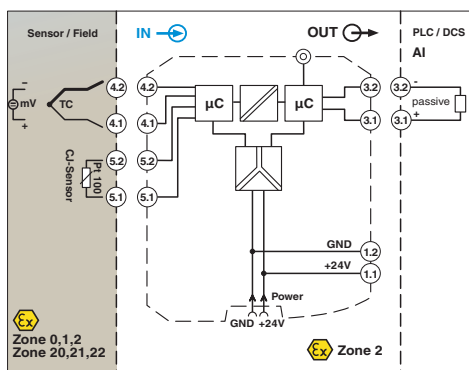 Sensor / Field
IN
OUT
PLC / DCS
AI
−
mV
+
TC
4.2
4.1
5.2
5.1
Pt 100
CJ-Sensor
4.2
4.1
5.2
5.1
µC
µC
3.2
3.1
3.2
-
passive
+
3.1
GND
1.2
+24V
1.1
Power
GND +24V
Ex
Zone 0,1,2
Zone 20,21,22
Ex
Zone 2